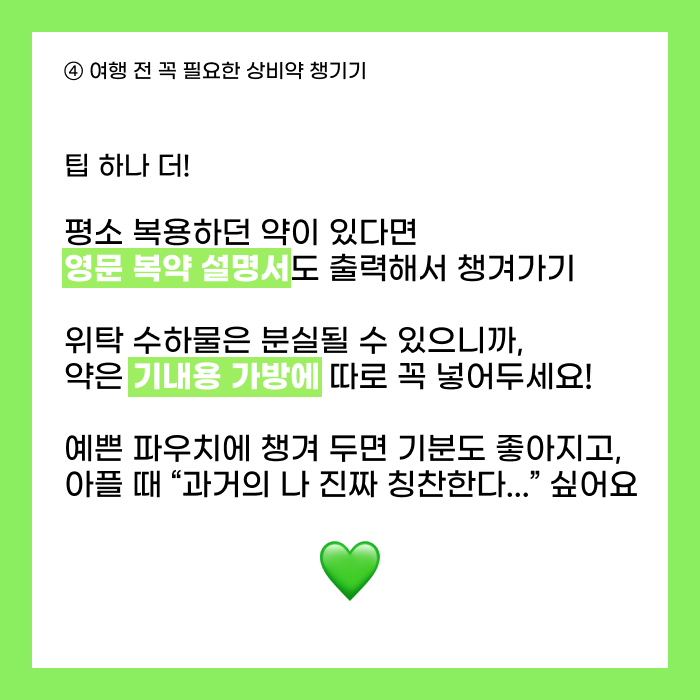 ④ 여행 전 꼭 필요한 상비약 챙기기
팁 하나 더!
평소 복용하던 약이 있다면
영문 복약 설명서도 출력해서 챙겨가기
위탁 수하물은 분실될 수 있으니까,
약은 기내용 가방에 따로 꼭 넣어두세요!
예쁜 파우치에 챙겨 두면 기분도 좋아지고,
아플 때 “과거의 나 진짜 칭찬한다...” 싶어요